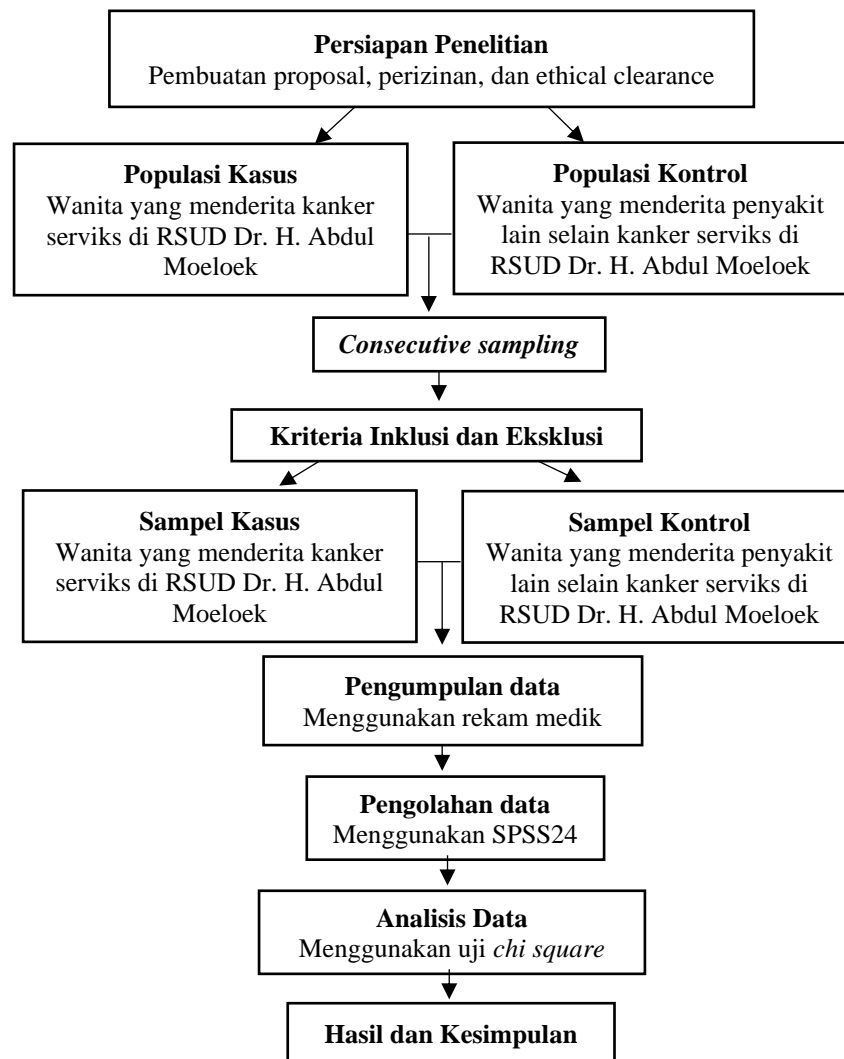 Persiapan Penelitian
Pembuatan proposal, perizinan, dan ethical clearance
Populasi Kasus
Wanita yang menderita kanker
serviks di RSUD Dr. H. Abdul
Moeloek
Populasi Kontrol
Wanita yang menderita penyakit
lain selain kanker serviks di
RSUD Dr. H. Abdul Moeloek
Consecutive sampling
Kriteria Inklusi dan Eksklusi
Sampel Kasus
Wanita yang menderita kanker
serviks di RSUD Dr. H. Abdul
Moeloek
Sampel Kontrol
Wanita yang menderita penyakit
lain selain kanker serviks di
RSUD Dr. H. Abdul Moeloek
Pengumpulan data
Menggunakan rekam medik
Pengolahan data
Menggunakan SPSS24
Analisis Data
Menggunakan uji chi square
Hasil dan Kesimpulan